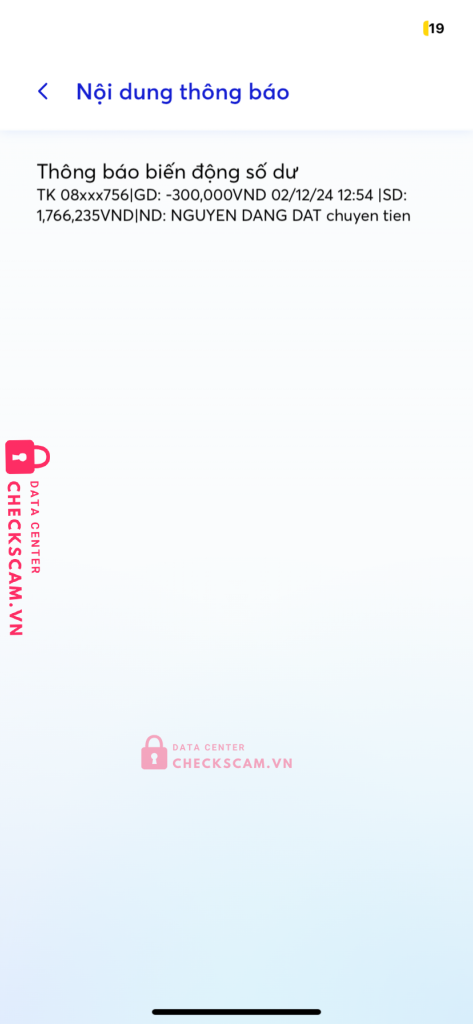 19
Nội dung thông báo
Thông báo biến động số dư
TK 08xxx756|GD: -300,000VND 02/12/24 12:54 |SD:
1,766,235VND|ND: NGUYEN DANG DAT chuyen tien
DATA CENTER
CHECKSCAM.VN
DATA CENTER
CHECKSCAM.VN